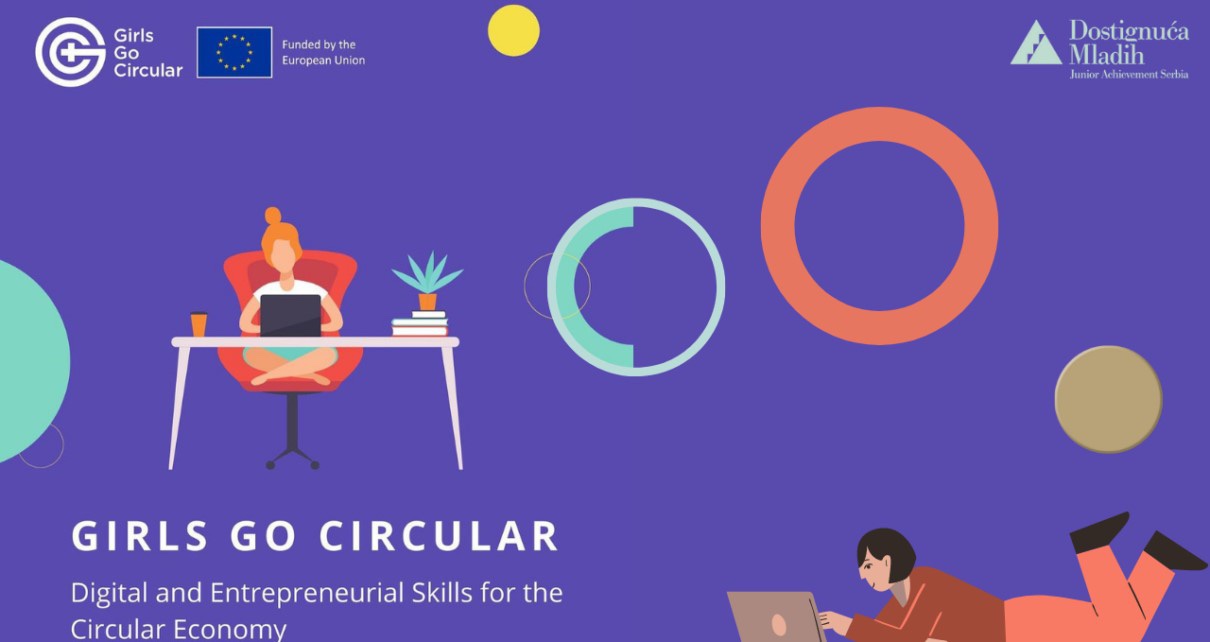 Girls
Go
Circular
Funded by the
European Union
Dostignuća
Mladih
Junior Achievement Serbia
GIRLS GO CIRCULAR
Digital and Entrepreneurial Skills for the
Circular Economy